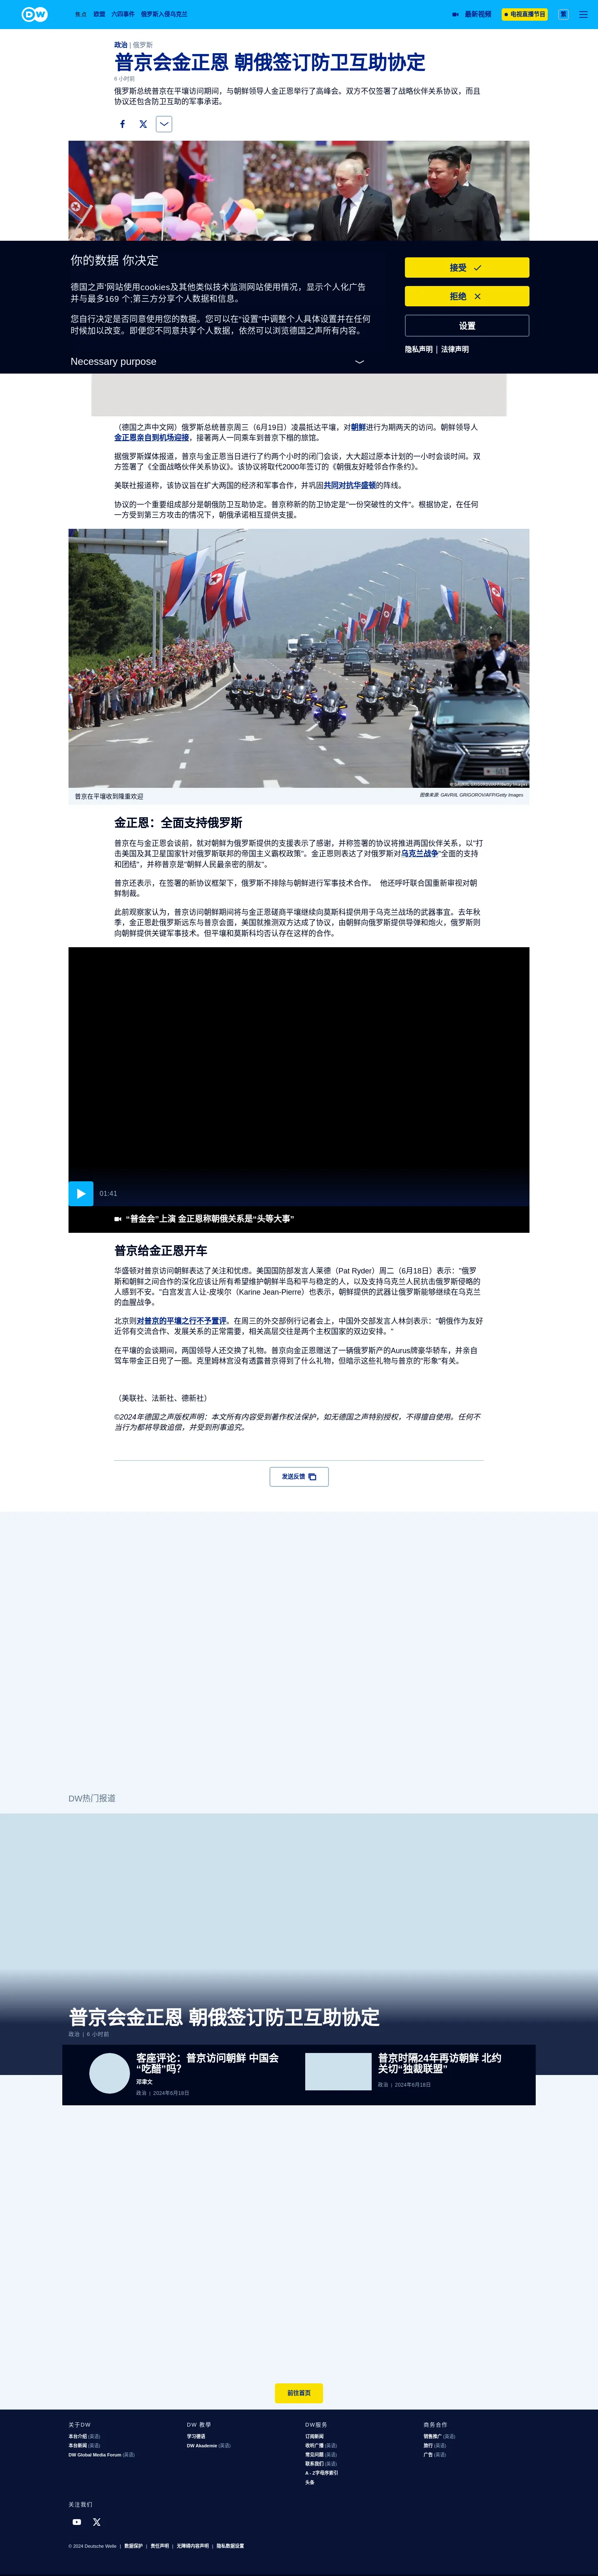 DW
焦点 欧盟 六四事件 俄罗斯入侵乌克兰 最新视频 电视直播节目 繁
政治 | 俄罗斯
普京会金正恩 朝俄签订防卫互助协定
6 小时前
俄罗斯总统普京在平壤访问期间，与朝鲜领导人金正恩举行了高峰会。双方不仅签署了战略伙伴关系协议，而且
协议还包含防卫互助的军事承诺。
你的数据 你决定
德国之声'网站使用cookies及其他类似技术监测网站使用情况，显示个人化广告
并与最多169 个;第三方分享个人数据和信息。
您自行决定是否同意使用您的数据。您可以在"设置"中调整个人具体设置并在任何
时候加以改变。即便您不同意共享个人数据，依然可以浏览德国之声所有内容。
Necessary purpose
接受
拒绝
设置
隐私声明 | 法律声明
（德国之声中文网）俄罗斯总统普京周三（6月19日）凌晨抵达平壤，对朝鲜进行为期两天的访问。朝鲜领导人
金正恩亲自到机场迎接，接著两人一同乘车到普京下榻的旅馆。
据俄罗斯媒体报道，普京与金正恩当日进行了约两个小时的闭门会谈，大大超过原本计划的一小时会谈时间。双
方签署了《全面战略伙伴关系协议》。该协议将取代2000年签订的《朝俄友好睦邻合作条约》。
美联社报道称，该协议旨在扩大两国的经济和军事合作，并巩固共同对抗华盛顿的阵线。
协议的一个重要组成部分是朝俄防卫互助协定。普京称新的防卫协定是"一份突破性的文件"。根据协定，在任何
一方受到第三方攻击的情况下，朝俄承诺相互提供支援。
普京在平壤收到隆重欢迎
图像来源: GAVRIIL GRIGOROV/AFP/Getty Images
金正恩：全面支持俄罗斯
普京在与金正恩会谈前，就对朝鲜为俄罗斯提供的支援表示了感谢，并称签署的协议将推进两国伙伴关系，以"打
击美国及其卫星国家针对俄罗斯联邦的帝国主义霸权政策"。金正恩则表达了对俄罗斯对乌克兰战争"全面的支持
和团结"，并称普京是"朝鲜人民最亲密的朋友"。
普京还表示，在签署的新协议框架下，俄罗斯不排除与朝鲜进行军事技术合作。 他还呼吁联合国重新审视对朝
鲜制裁。
此前观察家认为，普京访问朝鲜期间将与金正恩磋商平壤继续向莫斯科提供用于乌克兰战场的武器事宜。去年秋
季，金正恩赴俄罗斯远东与普京会面，美国就推测双方达成了协议，由朝鲜向俄罗斯提供导弹和炮火，俄罗斯则
向朝鲜提供关键军事技术。但平壤和莫斯科均否认存在这样的合作。
01:41
"普金会"上演 金正恩称朝俄关系是"头等大事"
普京给金正恩开车
华盛顿对普京访问朝鲜表达了关注和忧虑。美国国防部发言人莱德（Pat Ryder）周二（6月18日）表示："俄罗
斯和朝鲜之间合作的深化应该让所有希望维护朝鲜半岛和平与稳定的人，以及支持乌克兰人民抗击俄罗斯侵略的
人感到不安。"白宫发言人让-皮埃尔（Karine Jean-Pierre）也表示，朝鲜提供的武器让俄罗斯能够继续在乌克兰
的血腥战争。
北京则对普京的平壤之行不予置评。在周三的外交部例行记者会上，中国外交部发言人林剑表示："朝俄作为友好
近邻有交流合作、发展关系的正常需要，相关高层交往是两个主权国家的双边安排。"
在平壤的会谈期间，两国领导人还交换了礼物。普京向金正恩赠送了一辆俄罗斯产的Aurus牌豪华轿车，并亲自
驾车带金正日兜了一圈。克里姆林宫没有透露普京得到了什么礼物，但暗示这些礼物与普京的"形象"有关。
（美联社、法新社、德新社）
©2024年德国之声版权声明：本文所有内容受到著作权法保护，如无德国之声特别授权，不得擅自使用。任何不
当行为都将导致追偿，并受到刑事追究。
发送反馈
DW热门报道
普京会金正恩 朝俄签订防卫互助协定
政治 | 6 小时前
客座评论：普京访问朝鲜 中国会
"吃醋"吗？
邓聿文
政治 | 2024年6月18日
普京时隔24年再访朝鲜 北约
关切"独裁联盟"
政治 | 2024年6月18日
前往首页
关于DW
本台介绍 (英语)
本台新闻 (英语)
DW Global Media Forum (英语)
DW 教學
学习德语
DW Akademie (英语)
DW服务
订阅新闻
收听广播 (英语)
常见问题 (英语)
联系我们 (英语)
A - Z字母序索引
头条
商务合作
销售推广 (英语)
旅行 (英语)
广告 (英语)
关注我们
© 2024 Deutsche Welle | 数据保护 | 责任声明 | 无障碍内容声明 | 隐私数据设置